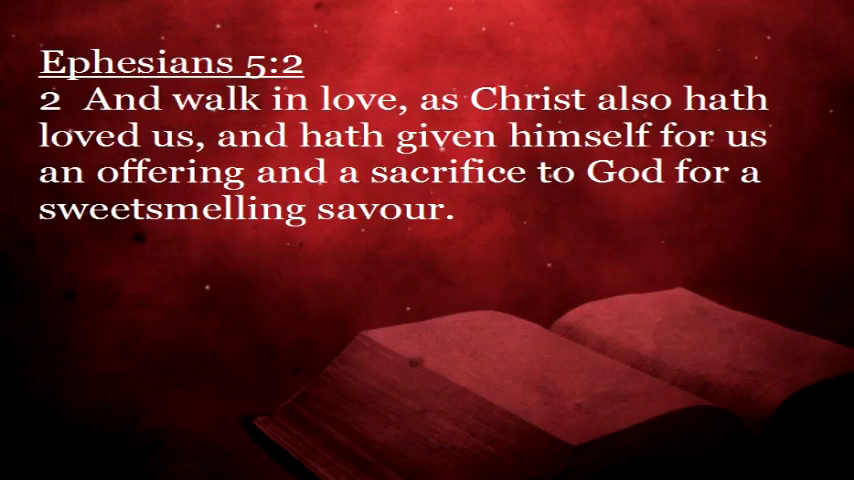 Ephesians 5:2
2 And walk in love, as Christ also hath
loved us, and hath given himself for us
an offering and a sacrifice to God for a
sweetsmelling savour.